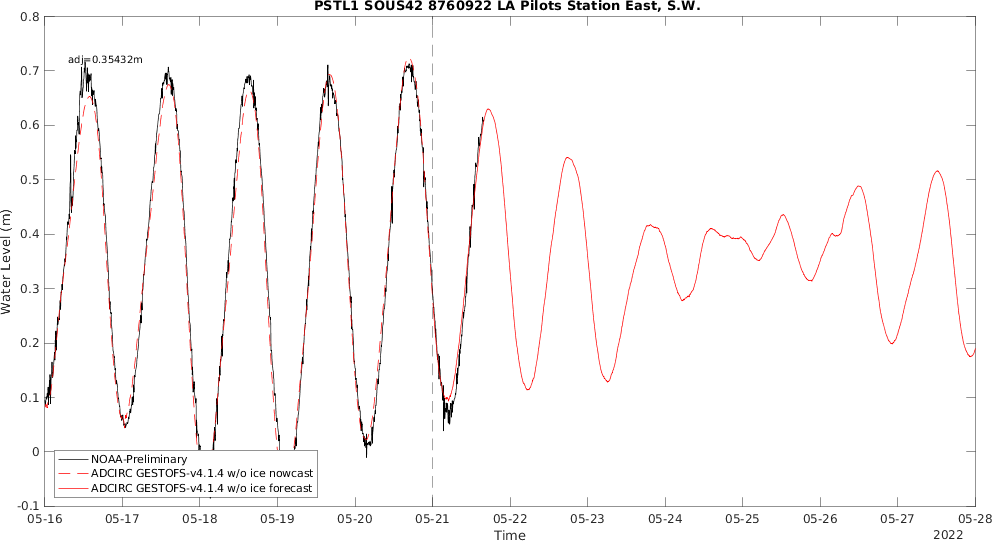 PSTL1 SOUS42 8760922 LA Pilots Station East, S.W.
0.8
0.7
0.6
0.5
0.4
0.3
0.2
0.1
0
-0.1
Water Level (m)
adj=0.35432m
NOAA-Preliminary
ADCIRC GESTOFS-v4.1.4 w/o ice nowcast
ADCIRC GESTOFS-v4.1.4 w/o ice forecast
05-16 05-17 05-18 05-19 05-20 05-21 05-22 05-23 05-24 05-25 05-26 05-27 05-28
Time
2022